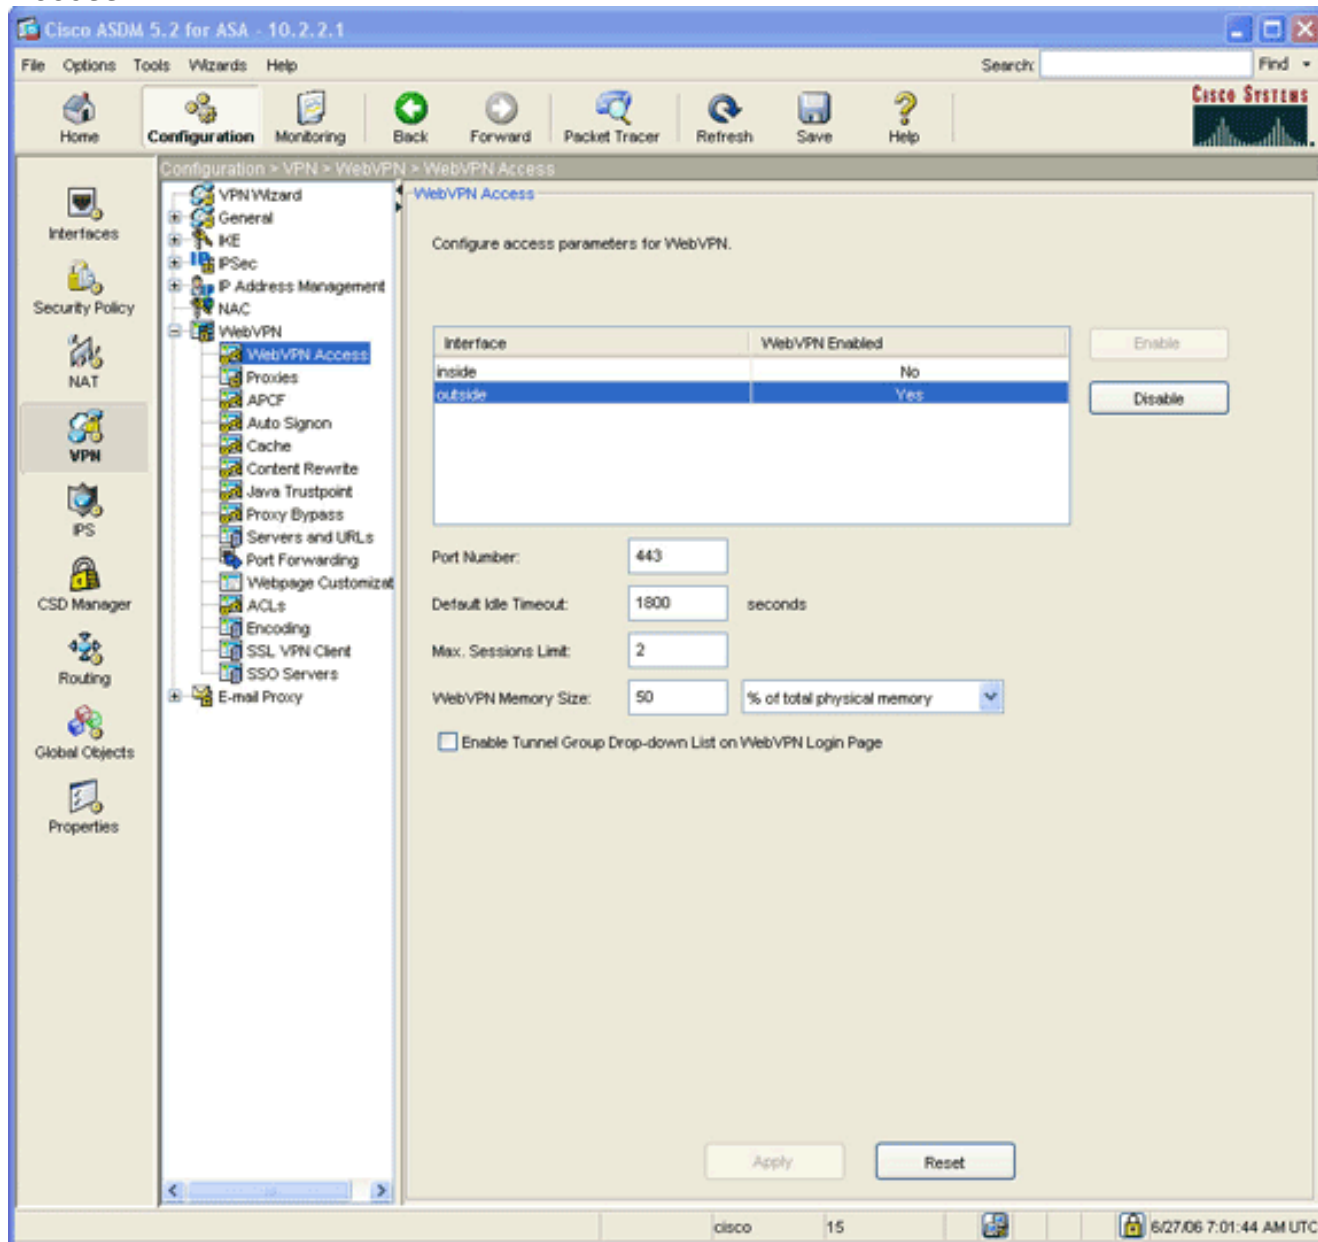 Cisco ASDM 5.2 for ASA - 10.2.2.1
File Options Tools Wizards Help Search: Find
Home Configuration Monitoring Back Forward Packet Tracer Refresh Save Help
CISCO SYSTEMS
Configuration > VPN > WebVPN > WebVPN Access
Interfaces
Security Policy
NAT
VPN
IPS
CSD Manager
Routing
Global Objects
Properties
VPN Wizard
General
IKE
IPSec
IP Address Management
NAC
WebVPN
WebVPN Access
Proxies
APCF
Auto Signon
Cache
Content Rewrite
Java Trustpoint
Proxy Bypass
Servers and URLs
Port Forwarding
Webpage Customizat
ACLs
Encoding
SSL VPN Client
SSO Servers
E-mail Proxy
WebVPN Access
Configure access parameters for WebVPN.
Interface WebVPN Enabled
inside No
outside Yes
Enable
Disable
Port Number: 443
Default Idle Timeout: 1800 seconds
Max. Sessions Limit: 2
WebVPN Memory Size: 50 % of total physical memory
Enable Tunnel Group Drop-down List on WebVPN Login Page
Apply Reset
cisco 15 6/27/06 7:01:44 AM UTC